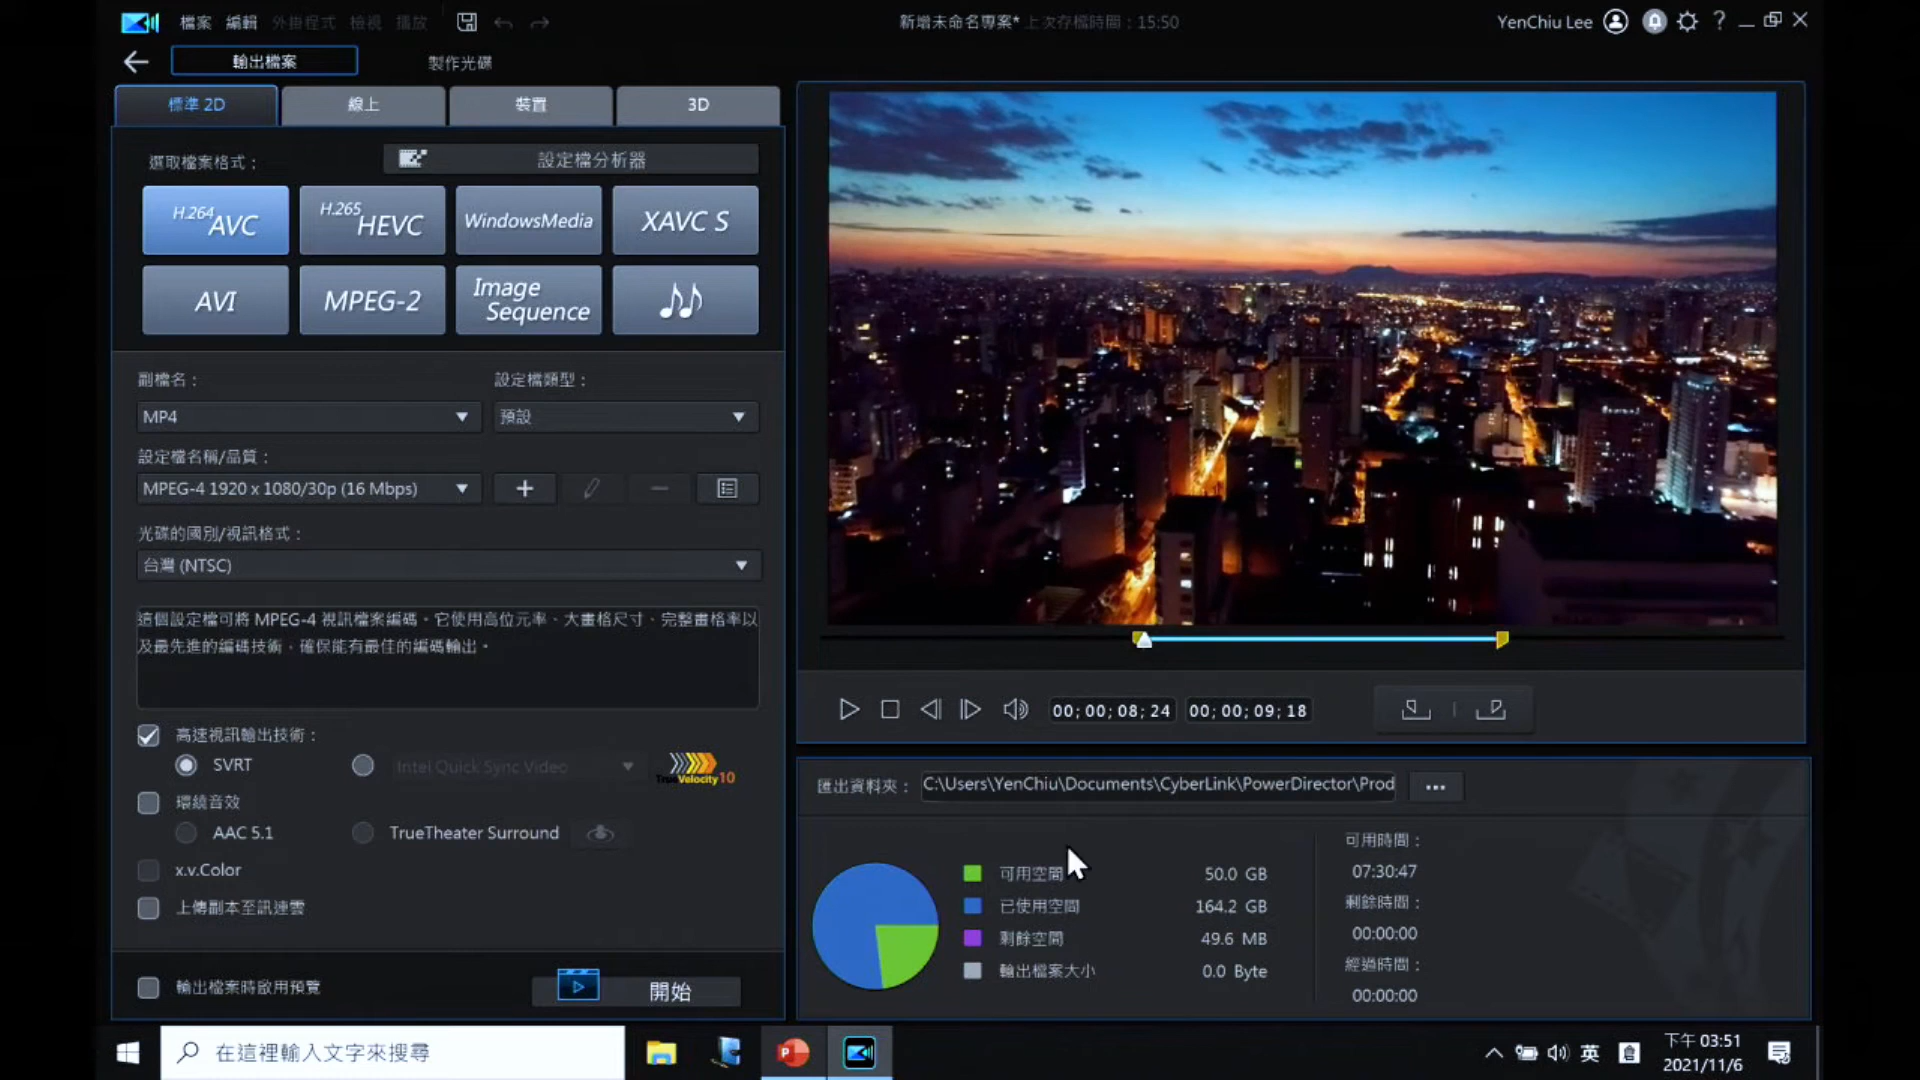 檔案 編輯 外掛程式 檢視 播放
新增未命名專案* 上次存檔時間：15:50
YenChiu Lee
輸出檔案 製作光碟
標準 2D 線上 裝置 3D
選取檔案格式： 設定檔分析器
H.264 AVC H.265 HEVC WindowsMedia XAVC S
AVI MPEG-2 Image Sequence
副檔名： 設定檔類型：
MP4 預設
設定檔名稱/品質：
MPEG-4 1920 x 1080/30p (16 Mbps)
光碟的國別/視訊格式：
台灣 (NTSC)
這個設定檔可將 MPEG-4 視訊檔案編碼。它使用高位元率、大畫格尺寸、完整畫格率以
及最先進的編碼技術，確保能有最佳的編碼輸出。
高速視訊輸出技術：
SVRT Intel Quick Sync Video TrueVelocity 10
環繞音效
AAC 5.1 TrueTheater Surround
x.v.Color
上傳副本至訊連雲
輸出檔案時啟用預覽 開始
00;00;08;24 00;00;09;18
匯出資料夾： C:\Users\YenChiu\Documents\CyberLink\PowerDirector\Prod ...
可用空間 50.0 GB
已使用空間 164.2 GB
剩餘空間 49.6 MB
輸出檔案大小 0.0 Byte
可用時間：
07:30:47
剩餘時間：
00:00:00
經過時間：
00:00:00
在這裡輸入文字來搜尋
英
下午 03:51
2021/11/6